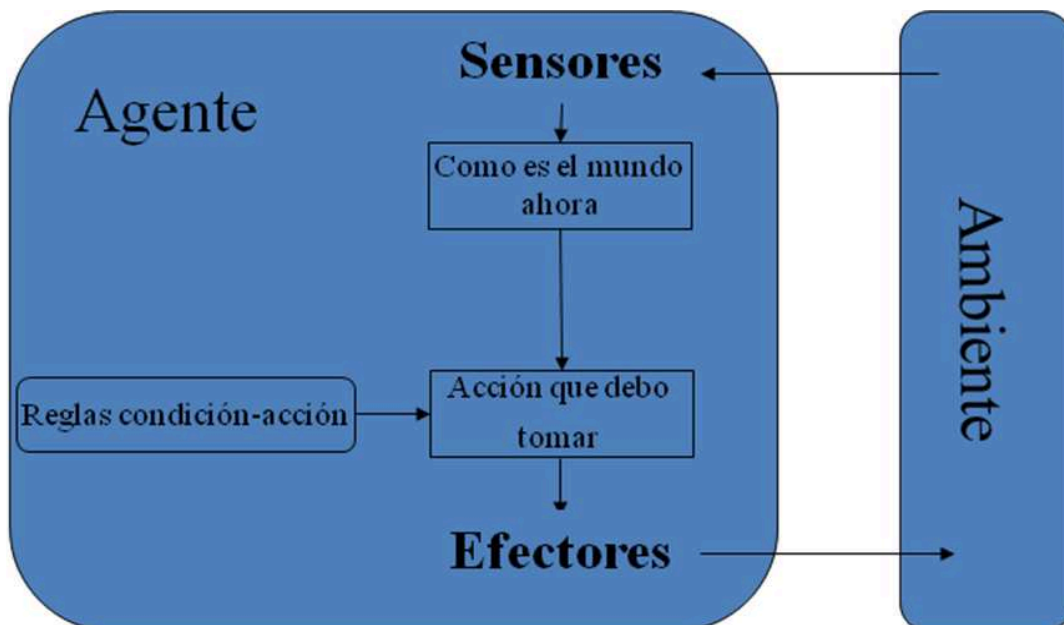 Agente
Sensores
Como es el mundo
ahora
Reglas condición-acción
Acción que debo
tomar
Efectores
Ambiente